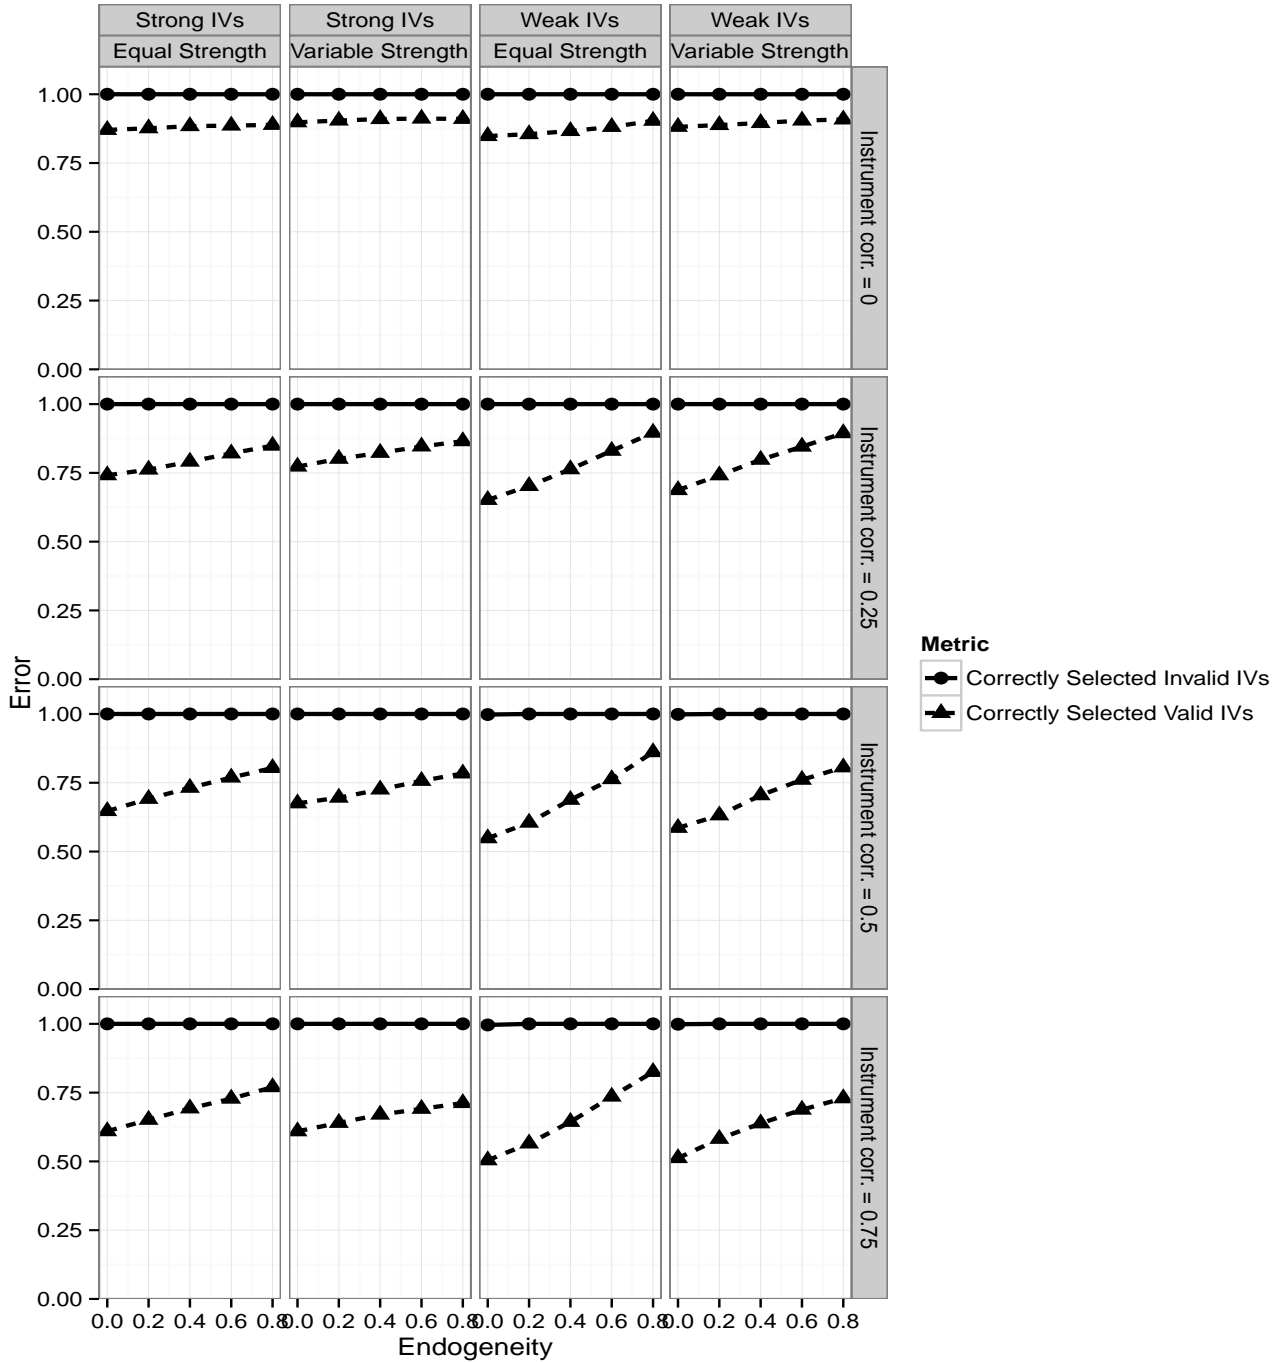 Strong IVs
Strong IVs
Weak IVs
Weak IVs
Equal Strength
Variable Strength
Equal Strength
Variable Strength
1.00
0.75
0.50
0.25
0.00
Instrument corr. = 0
1.00
0.75
0.50
0.25
0.00
Instrument corr. = 0.25
1.00
0.75
0.50
0.25
0.00
Instrument corr. = 0.5
1.00
0.75
0.50
0.25
0.00
Instrument corr. = 0.75
0.0 0.2 0.4 0.6 0.8
0.0 0.2 0.4 0.6 0.8
0.0 0.2 0.4 0.6 0.8
0.0 0.2 0.4 0.6 0.8
Endogeneity
Error
Metric
Correctly Selected Invalid IVs
Correctly Selected Valid IVs